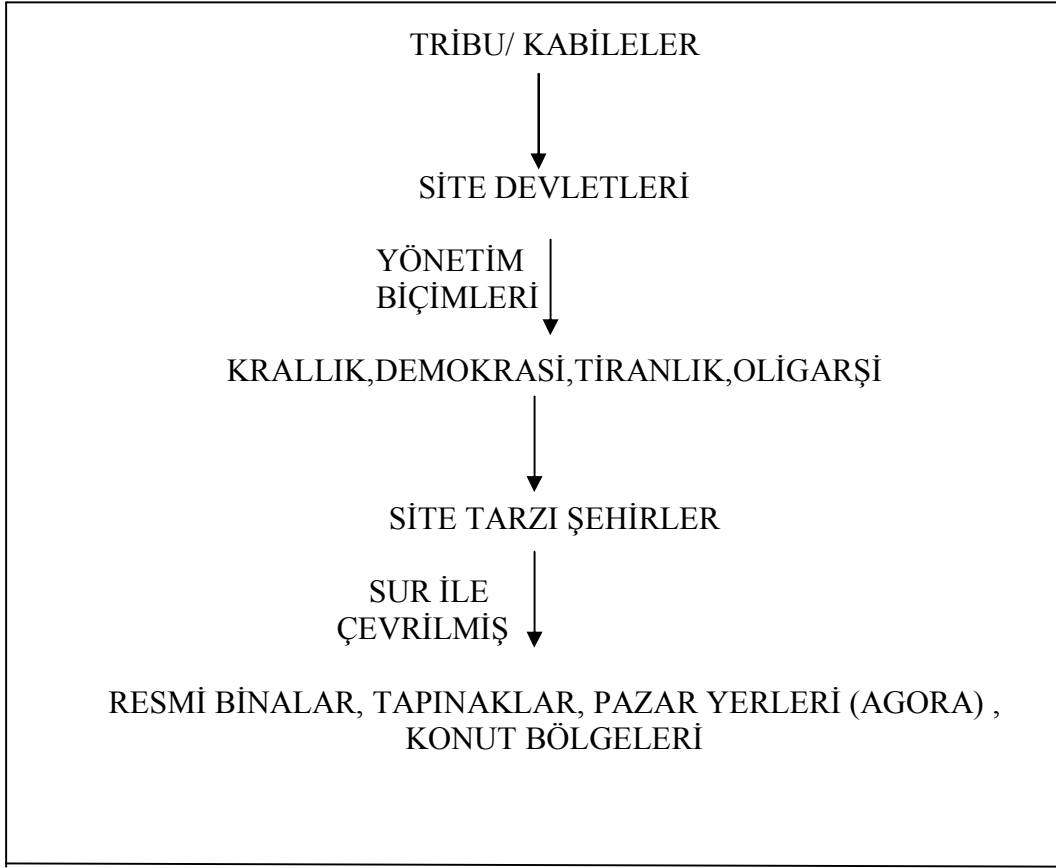 TRİBU/ KABİLELER
SİTE DEVLETLERİ
YÖNETİM
BİÇİMLERİ
KRALLIK,DEMOKRASİ,TİRANLIK,OLİGARŞİ
SİTE TARZI ŞEHİRLER
SUR İLE
ÇEVRİLMİŞ
RESMİ BİNALAR, TAPINAKLAR, PAZAR YERLERİ (AGORA) ,
KONUT BÖLGELERİ